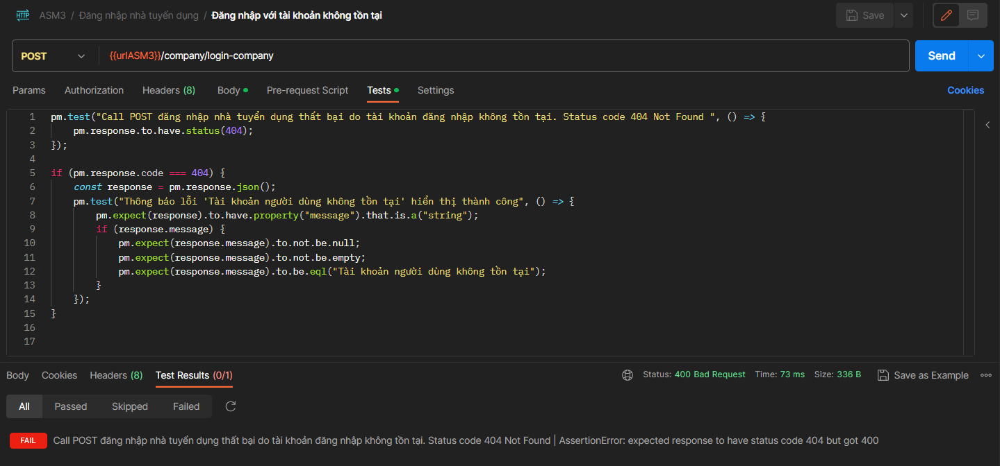 HTTP ASM3 / Đăng nhập nhà tuyển dụng / Đăng nhập với tài khoản không tồn tại Save
POST {{urlASM3}}/company/login-company Send
Params Authorization Headers (8) Body Pre-request Script Tests Settings Cookies
1 pm.test("Call POST đăng nhập nhà tuyển dụng thất bại do tài khoản đăng nhập không tồn tại. Status code 404 Not Found ", () => {
2 pm.response.to.have.status(404);
3 });
4
5 if (pm.response.code === 404) {
6 const response = pm.response.json();
7 pm.test("Thông báo lỗi 'Tài khoản người dùng không tồn tại' hiển thị thành công", () => {
8 pm.expect(response).to.have.property("message").that.is.a("string");
9 if (response.message) {
10 pm.expect(response.message).to.not.be.null;
11 pm.expect(response.message).to.not.be.empty;
12 pm.expect(response.message).to.be.eql("Tài khoản người dùng không tồn tại");
13 }
14 });
15 }
16
17
Body Cookies Headers (8) Test Results (0/1) Status: 400 Bad Request Time: 73 ms Size: 336 B Save as Example
All Passed Skipped Failed
FAIL Call POST đăng nhập nhà tuyển dụng thất bại do tài khoản đăng nhập không tồn tại. Status code 404 Not Found | AssertionError: expected response to have status code 404 but got 400